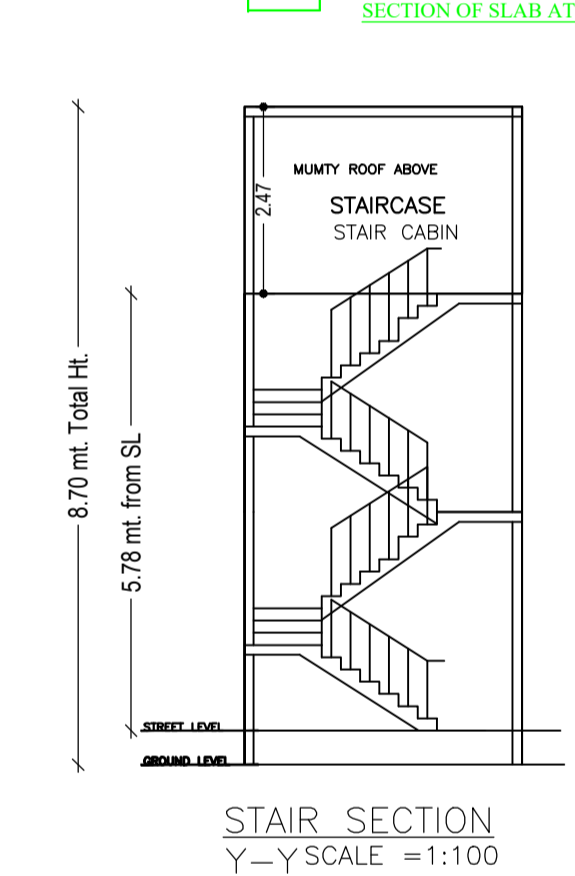 SECTION OF SLAB AT
MUMTY ROOF ABOVE
2.47
STAIRCASE
STAIR CABIN
8.70 mt. Total Ht.
5.78 mt. from SL
STREET LEVEL
GROUND LEVEL
STAIR SECTION
Y-Y SCALE =1:100